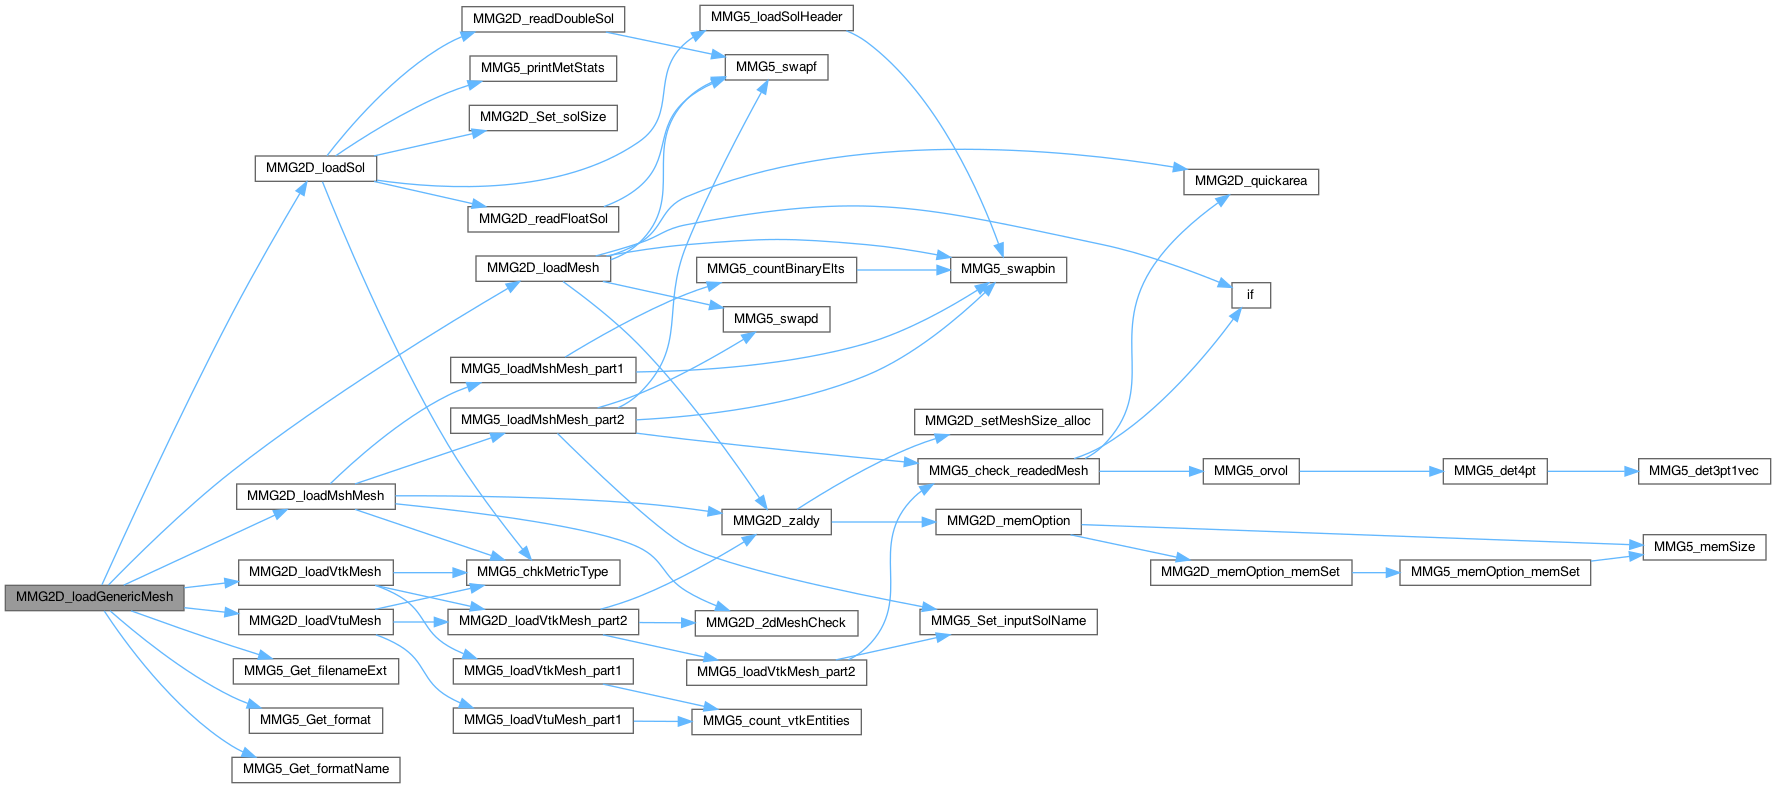 MMG2D_readDoubleSol
MMG5_loadSolHeader
MMG5_printMetStats
MMG5_swapf
MMG2D_Set_solSize
MMG2D_loadSol
MMG2D_quickarea
MMG2D_readFloatSol
MMG2D_loadMesh
MMG5_countBinaryElts
MMG5_swapbin
if
MMG5_swapd
MMG5_loadMshMesh_part1
MMG5_loadMshMesh_part2
MMG2D_setMeshSize_alloc
MMG5_check_readedMesh
MMG5_orvol
MMG5_det4pt
MMG5_det3pt1vec
MMG2D_loadMshMesh
MMG2D_zaldy
MMG2D_memOption
MMG5_memSize
MMG2D_loadVtkMesh
MMG5_chkMetricType
MMG2D_memOption_memSet
MMG5_memOption_memSet
MMG2D_loadGenericMesh
MMG2D_loadVtuMesh
MMG2D_loadVtkMesh_part2
MMG2D_2dMeshCheck
MMG5_Set_inputSolName
MMG5_Get_filenameExt
MMG5_loadVtkMesh_part1
MMG5_loadVtkMesh_part2
MMG5_Get_format
MMG5_loadVtuMesh_part1
MMG5_count_vtkEntities
MMG5_Get_formatName